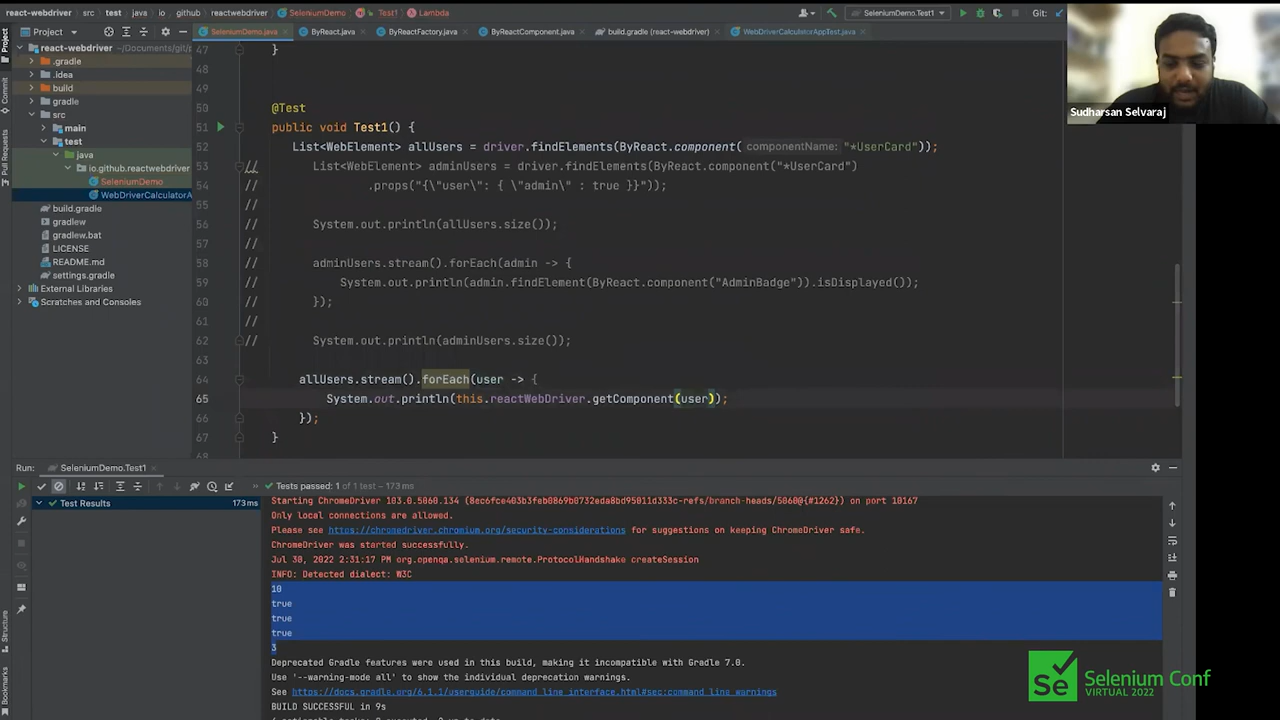 react-webdriver src test java io github reactwebdriver SeleniumDemo Test1 Lambda SeleniumDemo.Test1 Git:
Project SeleniumDemo.java ByReact.java ByReactFactory.java ByReactComponent.java build.gradle (react-webdriver) WebDriverCalculatorAppTest.java
react-webdriver ~/Documents/git/
.gradle
.idea
build
gradle
src
main
test
java
io.github.reactwebdriver
SeleniumDemo
WebDriverCalculatorA
build.gradle
gradlew
gradlew.bat
LICENSE
README.md
settings.gradle
External Libraries
Scratches and Consoles
Project
Commit
Pull Requests
Structure
Bookmarks
47 }
48
49
50 @Test
51 public void Test1() {
52 List<WebElement> allUsers = driver.findElements(ByReact.component( componentName: "*UserCard"));
53 // List<WebElement> adminUsers = driver.findElements(ByReact.component("*UserCard")
54 // .props("{\"user\": { \"admin\" : true }}"));
55 //
56 // System.out.println(allUsers.size());
57 //
58 // adminUsers.stream().forEach(admin -> {
59 // System.out.println(admin.findElement(ByReact.component("AdminBadge")).isDisplayed());
60 // });
61 //
62 // System.out.println(adminUsers.size());
63
64 allUsers.stream().forEach(user -> {
65 System.out.println(this.reactWebDriver.getComponent(user));
66 });
67 }
68
Sudharsan Selvaraj
Run: SeleniumDemo.Test1
Tests passed: 1 of 1 test – 173 ms
Test Results 173 ms
Starting ChromeDriver 103.0.5060.134 (8ec6fce403b3feb0869b0732eda8bd95011d333c-refs/branch-heads/5060@{#1262}) on port 10167
Only local connections are allowed.
Please see https://chromedriver.chromium.org/security-considerations for suggestions on keeping ChromeDriver safe.
ChromeDriver was started successfully.
Jul 30, 2022 2:31:17 PM org.openqa.selenium.remote.ProtocolHandshake createSession
INFO: Detected dialect: W3C
10
true
true
true
3
Deprecated Gradle features were used in this build, making it incompatible with Gradle 7.0.
Use '--warning-mode all' to show the individual deprecation warnings.
See https://docs.gradle.org/6.1.1/userguide/command_line_interface.html#sec:command_line_warnings
BUILD SUCCESSFUL in 9s
Se Selenium Conf
VIRTUAL 2022